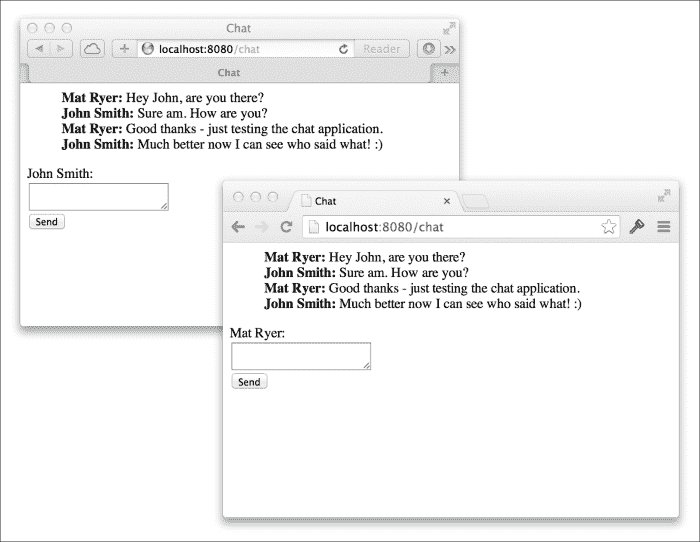 Chat
localhost:8080/chat
Reader
Chat
Mat Ryer: Hey John, are you there?
John Smith: Sure am. How are you?
Mat Ryer: Good thanks - just testing the chat application.
John Smith: Much better now I can see who said what! :)
John Smith:
Send
Chat
localhost:8080/chat
Mat Ryer: Hey John, are you there?
John Smith: Sure am. How are you?
Mat Ryer: Good thanks - just testing the chat application.
John Smith: Much better now I can see who said what! :)
Mat Ryer:
Send